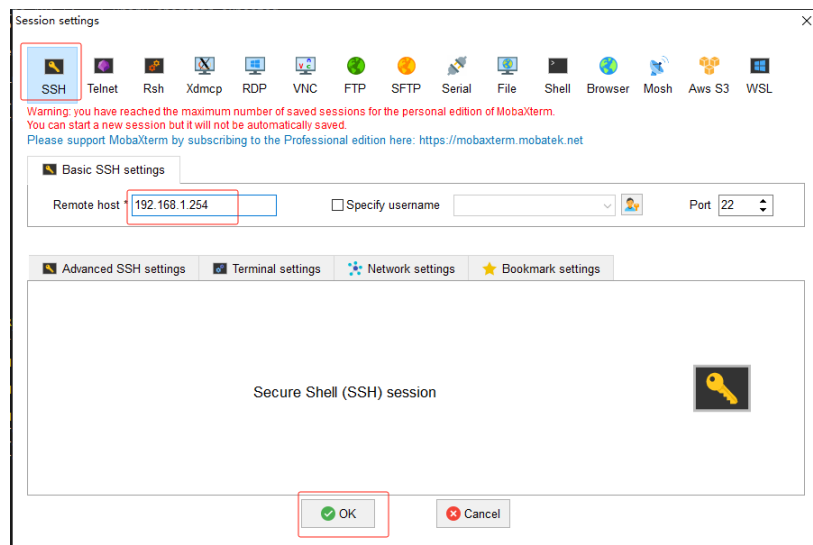 Session settings
SSH Telnet Rsh Xdmcp RDP VNC FTP SFTP Serial File Shell Browser Mosh Aws S3 WSL
Warning: you have reached the maximum number of saved sessions for the personal edition of MobaXterm.
You can start a new session but it will not be automatically saved.
Please support MobaXterm by subscribing to the Professional edition here: https://mobaxterm.mobatek.net
Basic SSH settings
Remote host * 192.168.1.254 Specify username Port 22
Advanced SSH settings Terminal settings Network settings Bookmark settings
Secure Shell (SSH) session
OK Cancel